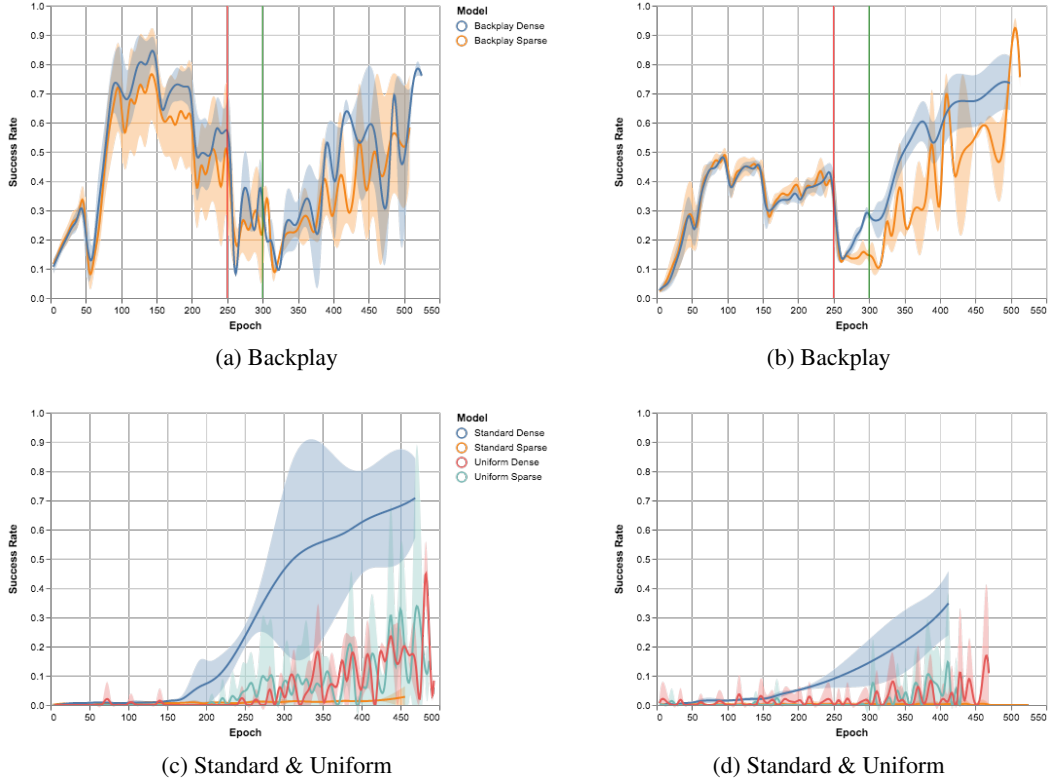 Model
Backplay Dense
Backplay Sparse
Success Rate
1.0
0.9
0.8
0.7
0.6
0.5
0.4
0.3
0.2
0.1
0.0
0 50 100 150 200 250 300 350 400 450 500 550
Epoch
(a) Backplay
Success Rate
1.0
0.9
0.8
0.7
0.6
0.5
0.4
0.3
0.2
0.1
0.0
0 50 100 150 200 250 300 350 400 450 500 550
Epoch
(b) Backplay
Model
Standard Dense
Standard Sparse
Uniform Dense
Uniform Sparse
Success Rate
1.0
0.9
0.8
0.7
0.6
0.5
0.4
0.3
0.2
0.1
0.0
0 50 100 150 200 250 300 350 400 450 500
Epoch
(c) Standard & Uniform
Success Rate
1.0
0.9
0.8
0.7
0.6
0.5
0.4
0.3
0.2
0.1
0.0
0 50 100 150 200 250 300 350 400 450 500 550
Epoch
(d) Standard & Uniform